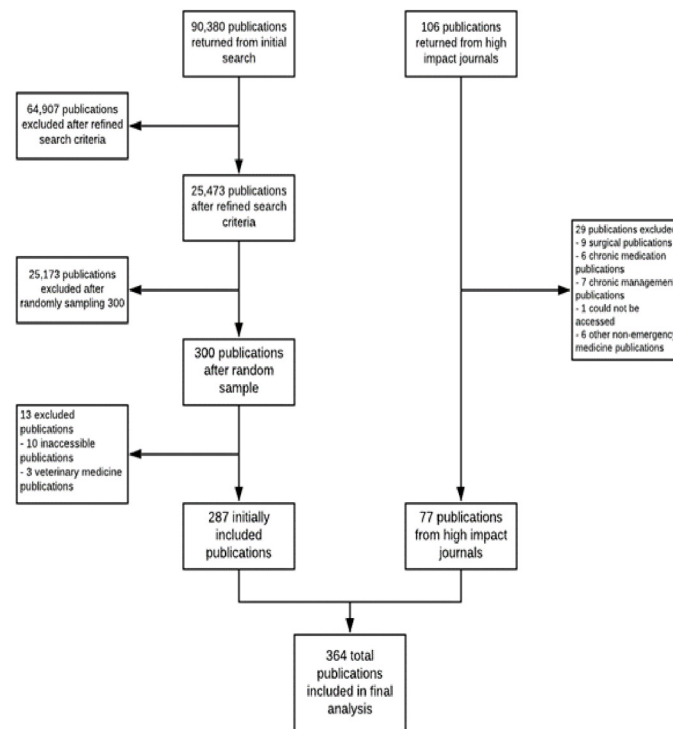 90,380 publications
returned from initial
search
106 publications
returned from high
impact journals
64,907 publications
excluded after refined
search criteria
25,473 publications
after refined search
criteria
29 publications exclude
- 9 surgical publications
- 6 chronic medication
publications
- 7 chronic management
publications
- 1 could not be
accessed
- 6 other non-emergency
medicine publications
25,173 publications
excluded after
randomly sampling 300
300 publications
after random
sample
13 excluded
publications
- 10 inaccessible
publications
- 3 veterinary medicine
publications
287 initially
included
publications
77 publications
from high impact
journals
364 total
publications
included in final
analysis